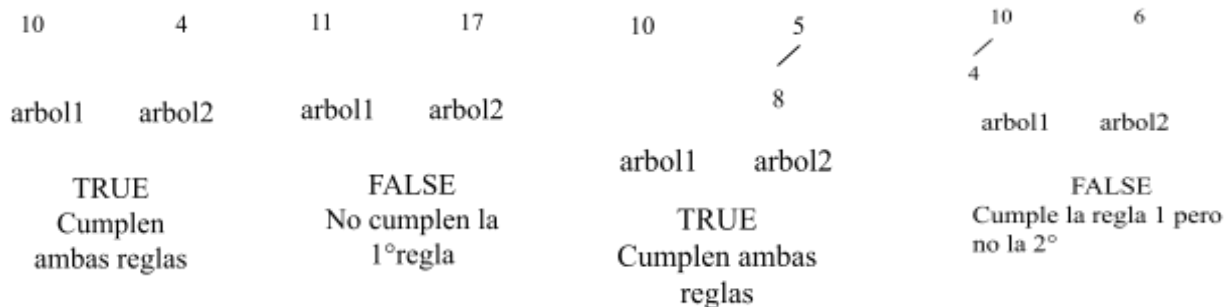 10 4
arbol1 arbol2
TRUE
Cumplen
ambas reglas
11 17
arbol1 arbol2
FALSE
No cumplen la
1°regla
10 5
8
arbol1 arbol2
TRUE
Cumplen ambas
reglas
10 6
4
arbol1 arbol2
FALSE
Cumple la regla 1 pero
no la 2°